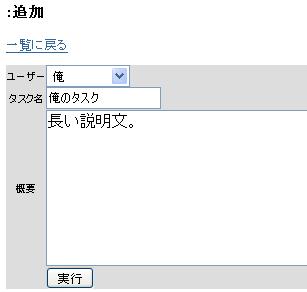 :追加
一覧に戻る
ユーザー 俺
タスク名 俺のタスク
概要 長い説明文。
実行